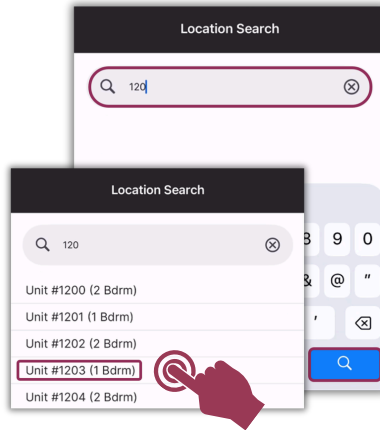 Location Search
120
8 9 0
& @ "
'
Location Search
120
Unit #1200 (2 Bdrm)
Unit #1201 (1 Bdrm)
Unit #1202 (2 Bdrm)
Unit #1203 (1 Bdrm)
Unit #1204 (2 Bdrm)